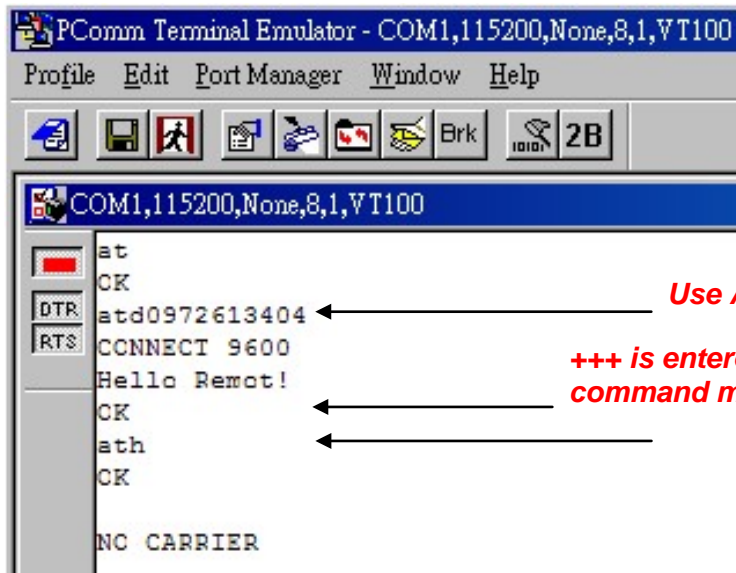 PComm Terminal Emulator - COM1,115200,None,8,1,VT100
Profile Edit Port Manager Window Help
Brk 2B
COM1,115200,None,8,1,VT100
DTR
RTS
at
OK
atd0972613404
CONNECT 9600
Hello Remot!
OK
ath
OK
NO CARRIER
Use
+++ is
command